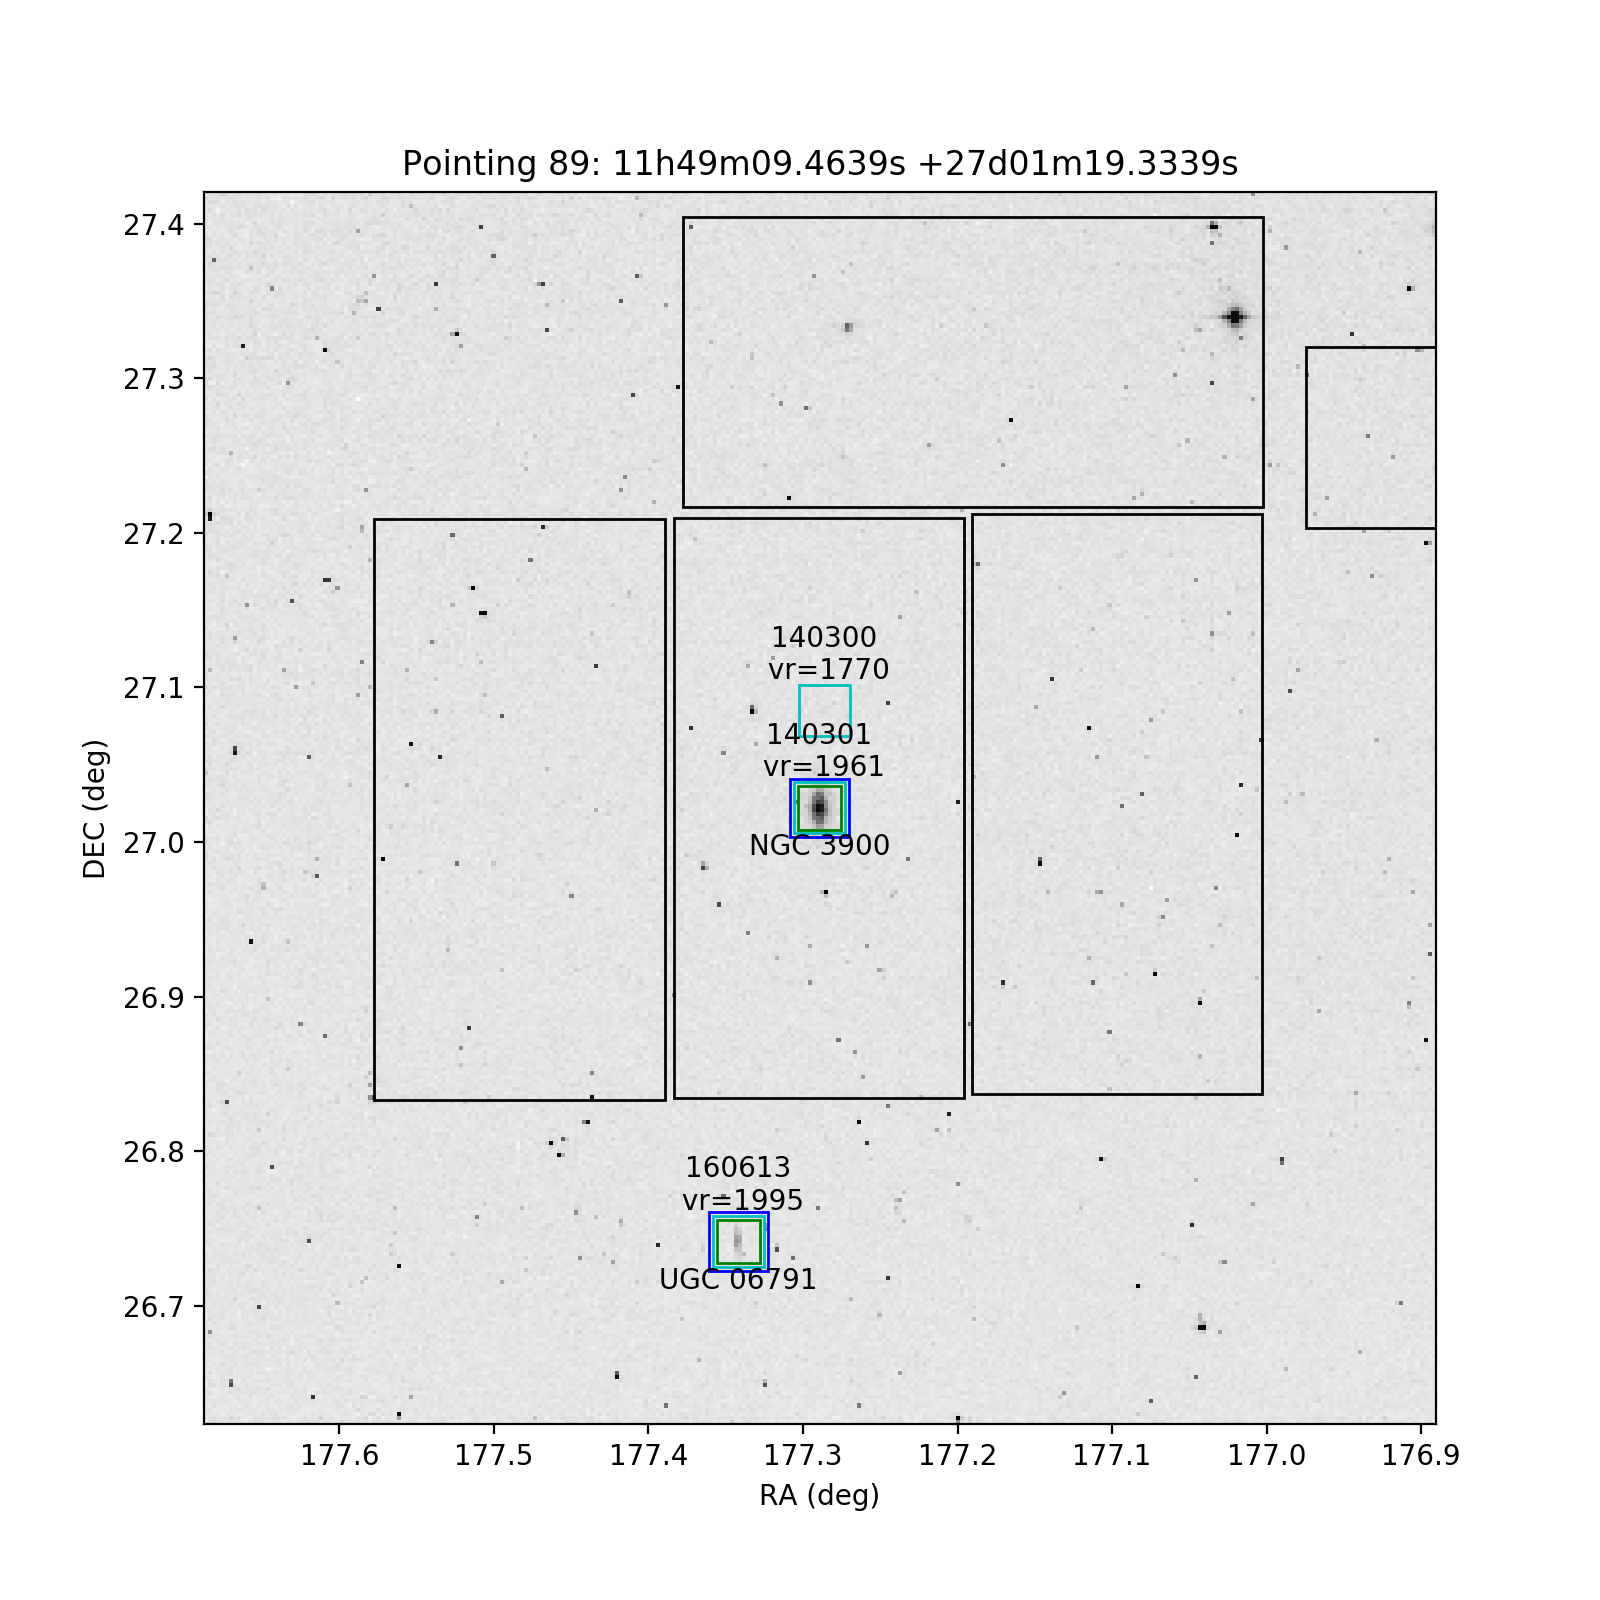 Pointing 89: 11h49m09.4639s +27d01m19.3339s
27.4
27.3
27.2
27.1
27.0
26.9
26.8
26.7
DEC (deg)
140300
vr=1770
140301
vr=1961
NGC 3900
160613
vr=1995
UGC 06791
177.6 177.5 177.4 177.3 177.2 177.1 177.0 176.9
RA (deg)